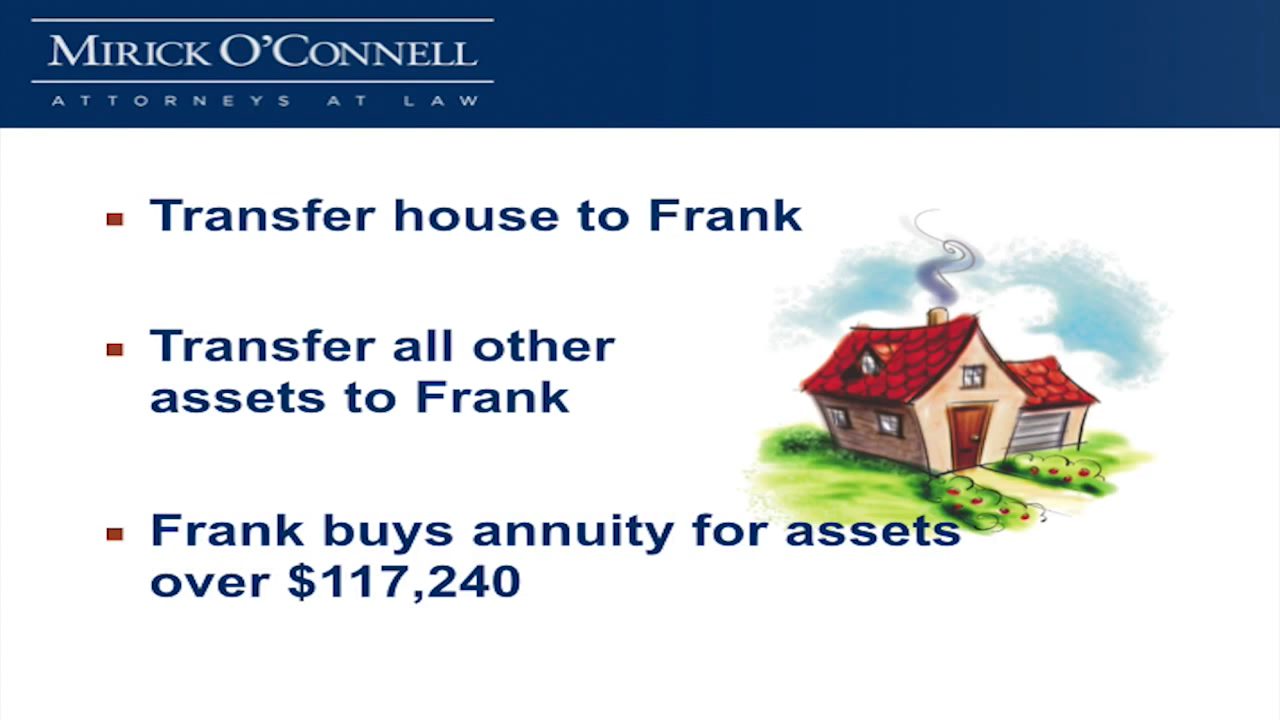 MIRICK O'CONNELL
ATTORNEYS AT LAW
Transfer house to Frank
Transfer all other
assets to Frank
Frank buys annuity for assets
over $117,240